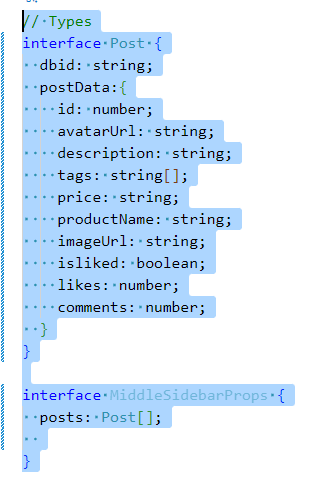 // Types
interface Post {
  dbid: string;
  postData:{
    id: number;
    avatarUrl: string;
    description: string;
    tags: string[];
    price: string;
    productName: string;
    imageUrl: string;
    isliked: boolean;
    likes: number;
    comments: number;
  }
}

interface MiddleSidebarProps {
  posts: Post[];

}